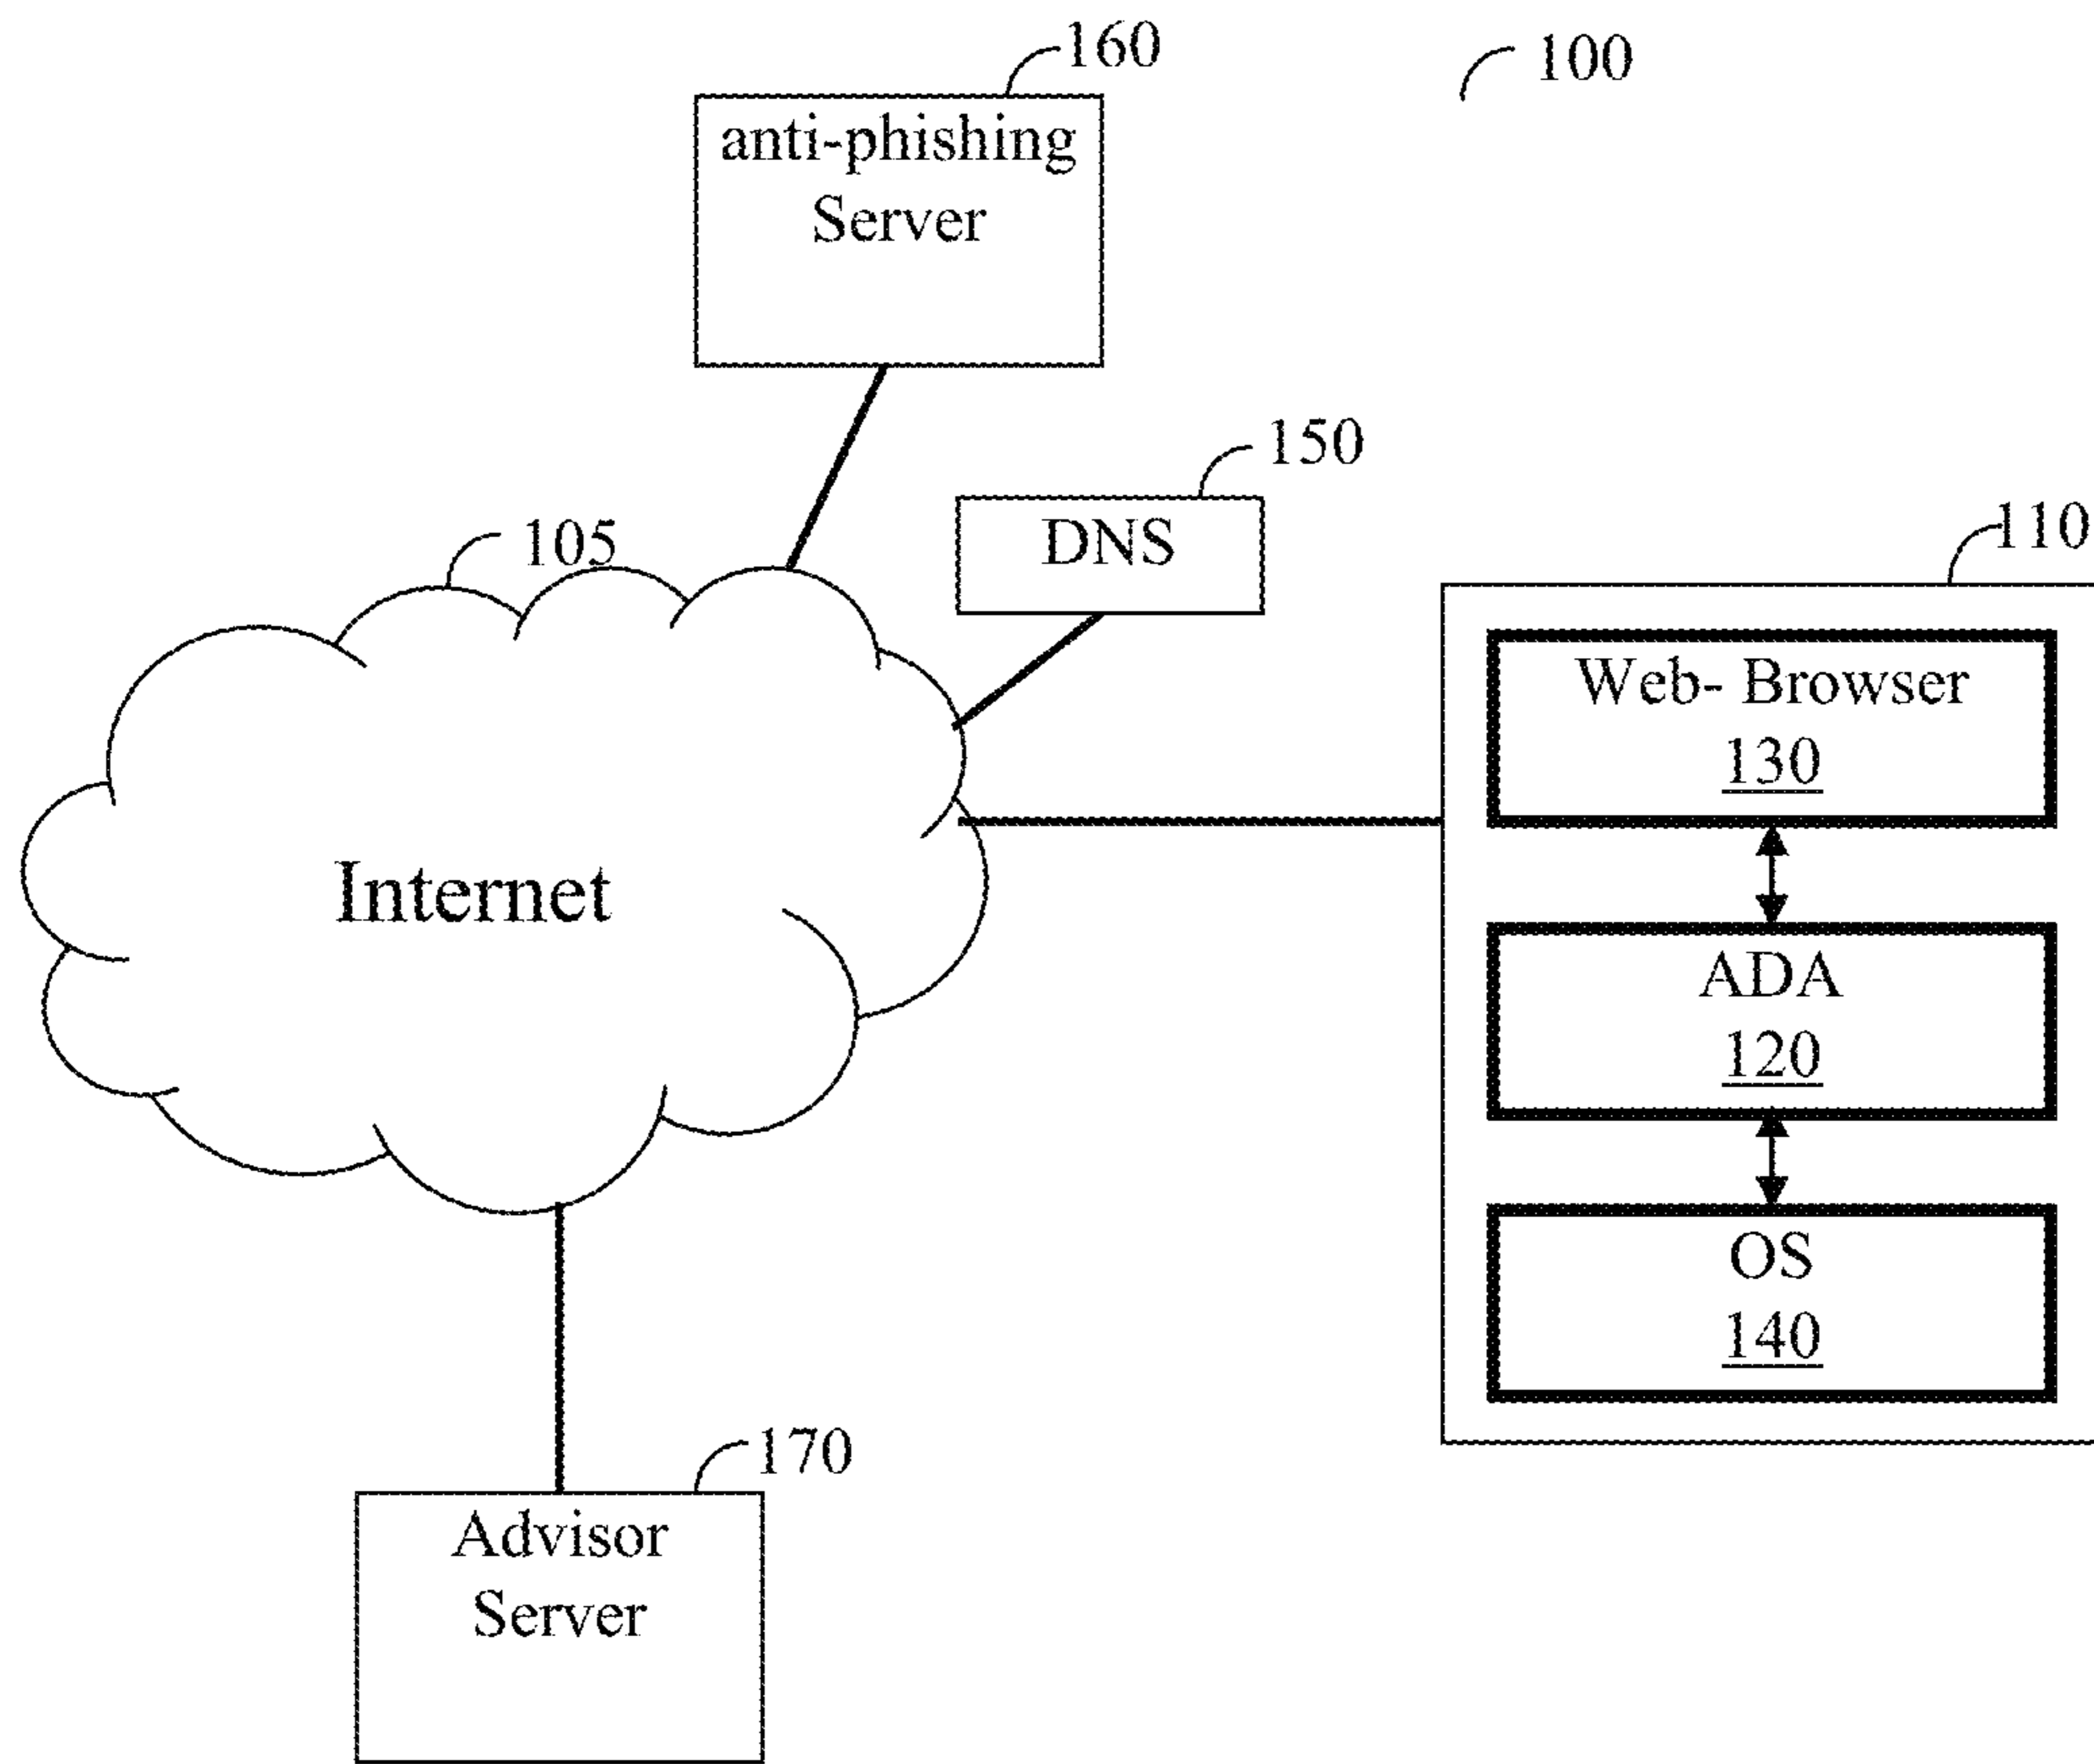 160
100
anti-phishing
Server
150
DNS
105
110
Web- Browser
130
Internet
ADA
120
OS
140
170
Advisor
Server